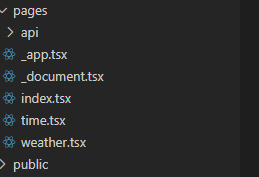 pages
api
_app.tsx
_document.tsx
index.tsx
time.tsx
weather.tsx
public